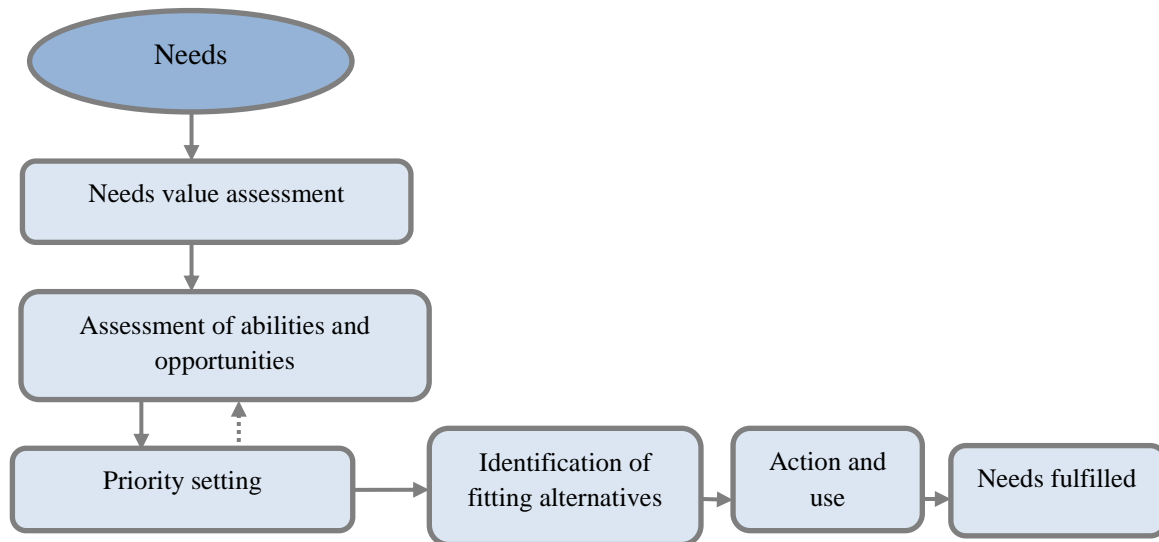 Needs
Needs value assessment
Assessment of abilities and
opportunities
Priority setting
Identification of
fitting alternatives
Action and
use
Needs fulfilled